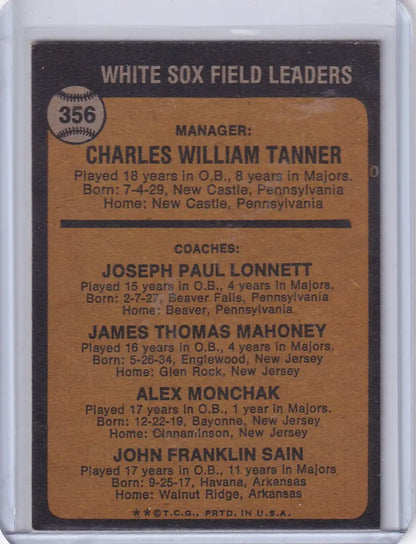 WHITE SOX FIELD LEADERS
356
MANAGER:
CHARLES WILLIAM TANNER
Played 18 years in O.B., 8 years in Majors.
Born: 7-4-29, New Castle, Pennsylvania
Home: New Castle, Pennsylvania
COACHES:
JOSEPH PAUL LONNETT
Played 15 years in O.B., 4 years in Majors.
Born: 2-7-27, Beaver Falls, Pennsylvania
Home: Beaver, Pennsylvania
JAMES THOMAS MAHONEY
Played 16 years in O.B., 4 years in Majors.
Born: 5-26-34, Englewood, New Jersey
Home: Glen Rock, New Jersey
ALEX MONCHAK
Played 17 years in O.B., 1 year in Majors.
Born: 12-22-19, Bayonne, New Jersey
Home: Cinnaminson, New Jersey
JOHN FRANKLIN SAIN
Played 17 years in O.B., 11 years in Majors
Born: 9-25-17, Havana, Arkansas
Home: Walnut Ridge, Arkansas
**©T.C.G., PRTD. IN U.S.A.